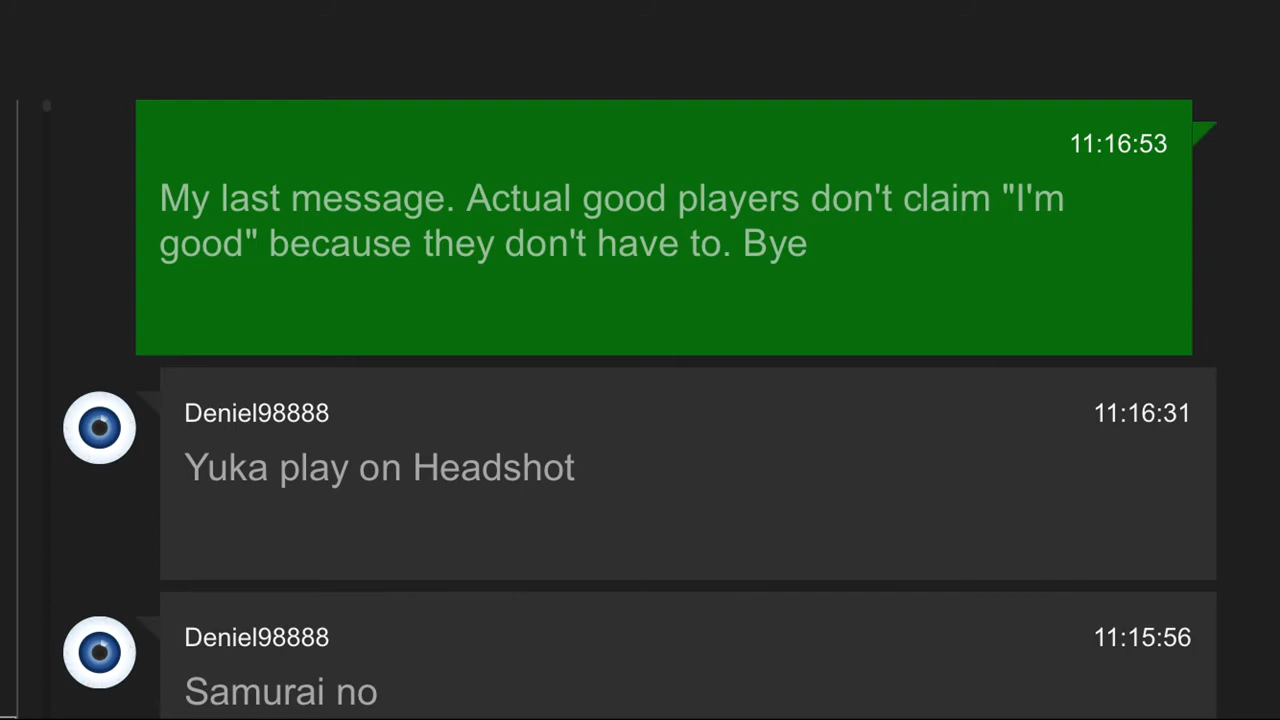 11:16:53
My last message. Actual good players don't claim "I'm
good" because they don't have to. Bye
Deniel98888
11:16:31
Yuka play on Headshot
Deniel98888
11:15:56
Samurai no